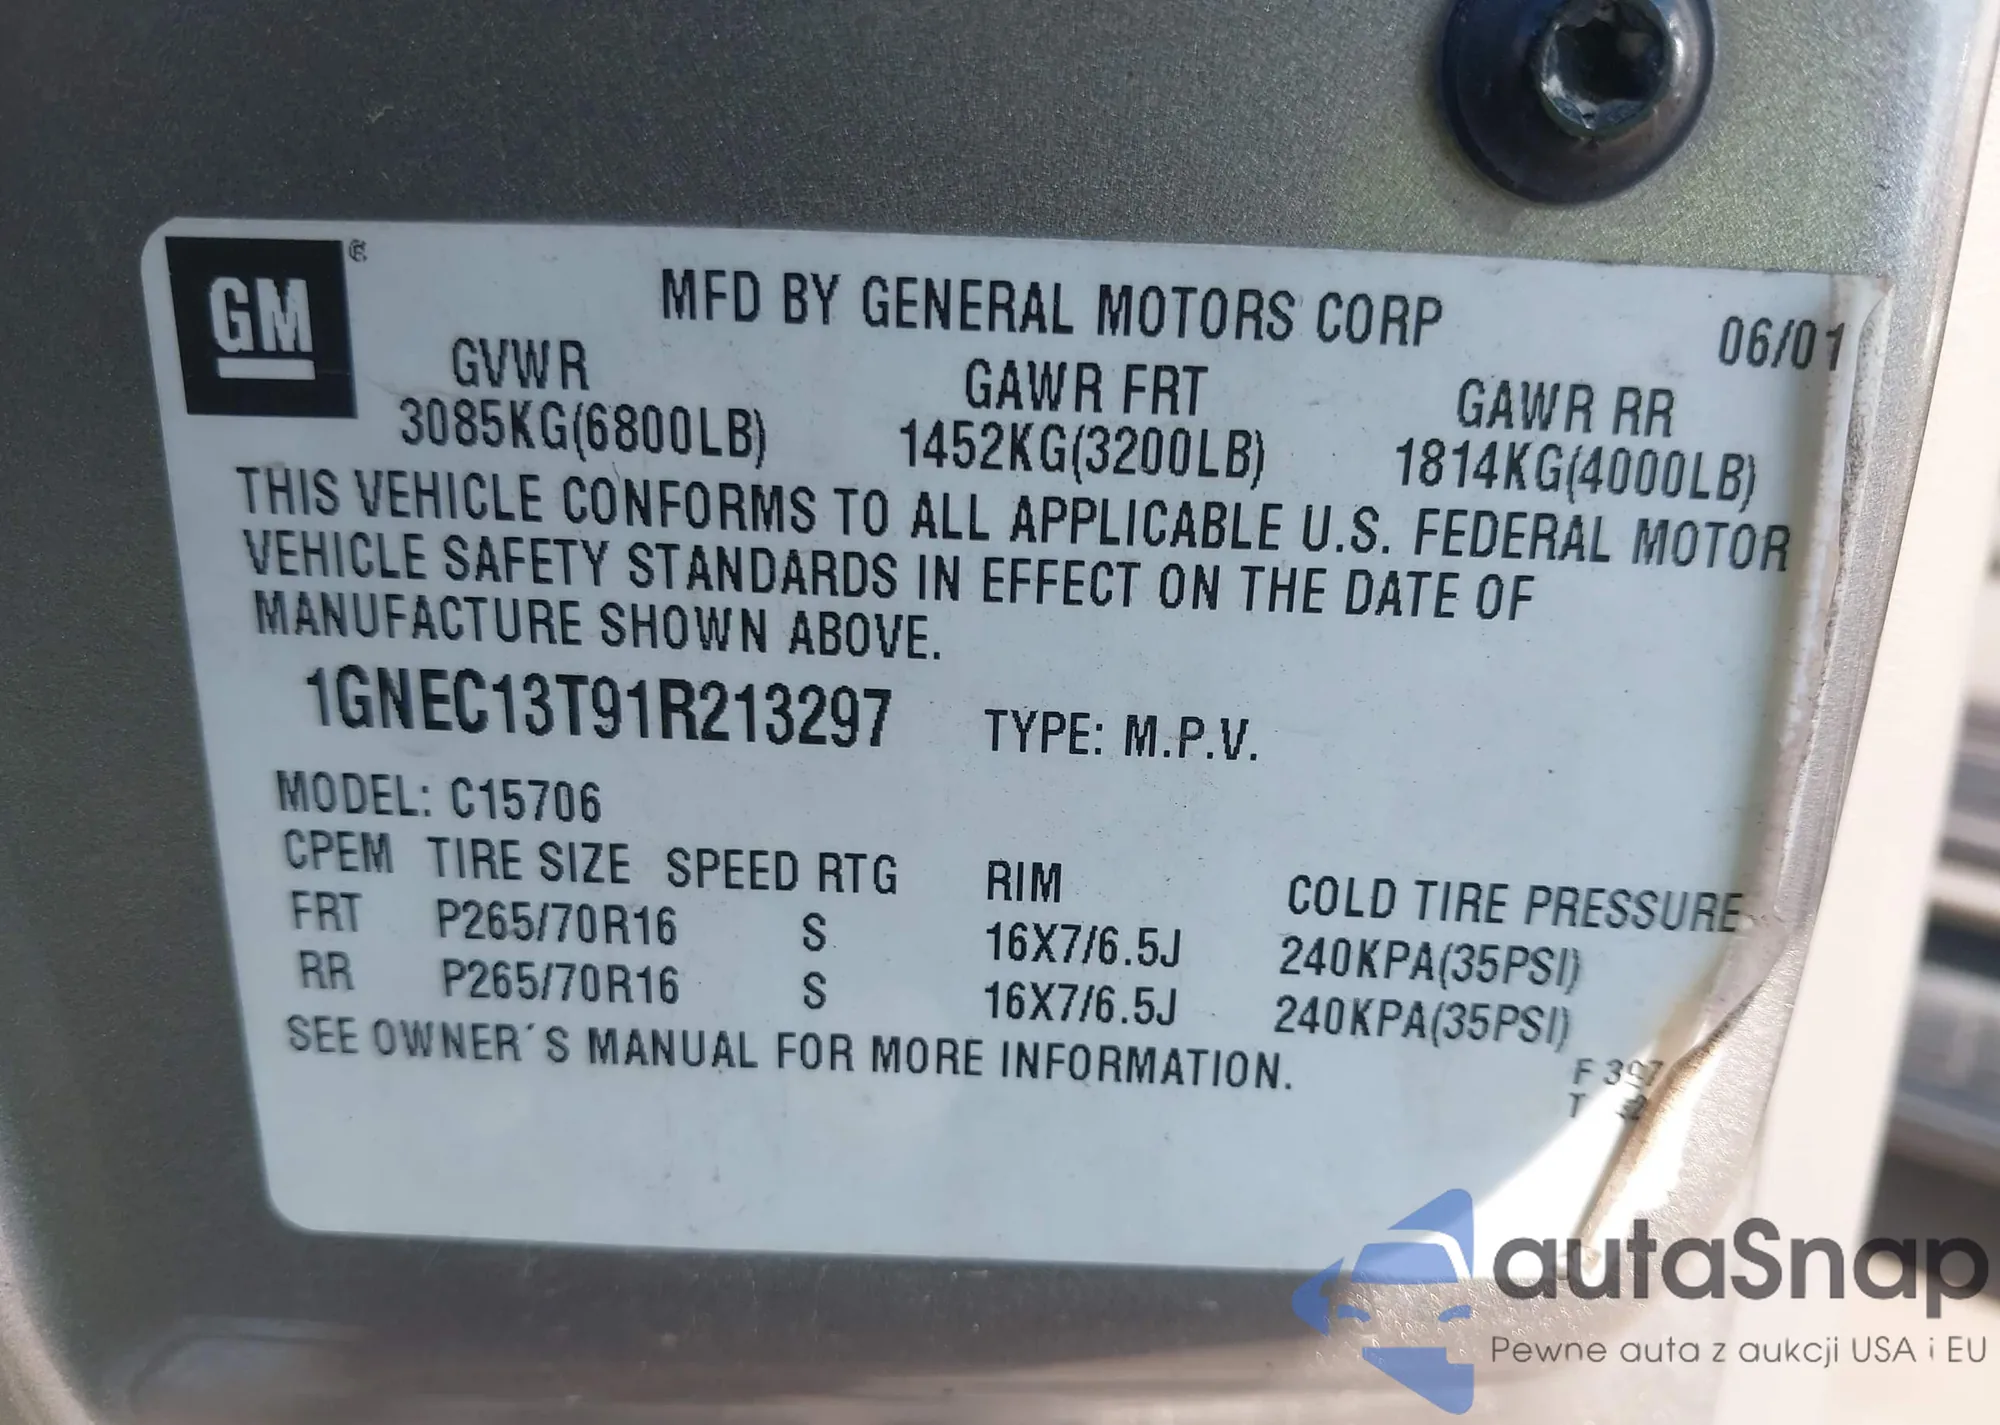 GM
MFD BY GENERAL MOTORS CORP 06/01
GVWR GAWR FRT GAWR RR
3085KG(6800LB) 1452KG(3200LB) 1814KG(4000LB)
THIS VEHICLE CONFORMS TO ALL APPLICABLE U.S. FEDERAL MOTOR
VEHICLE SAFETY STANDARDS IN EFFECT ON THE DATE OF
MANUFACTURE SHOWN ABOVE.
1GNEC13T91R213297 TYPE: M.P.V.
MODEL: C15706
CPEM TIRE SIZE SPEED RTG RIM COLD TIRE PRESSURE
FRT P265/70R16 S 16X7/6.5J 240KPA(35PSI)
RR P265/70R16 S 16X7/6.5J 240KPA(35PSI)
SEE OWNER´S MANUAL FOR MORE INFORMATION.
F
T
autaSnap
Pewne auta z aukcji USA i EU